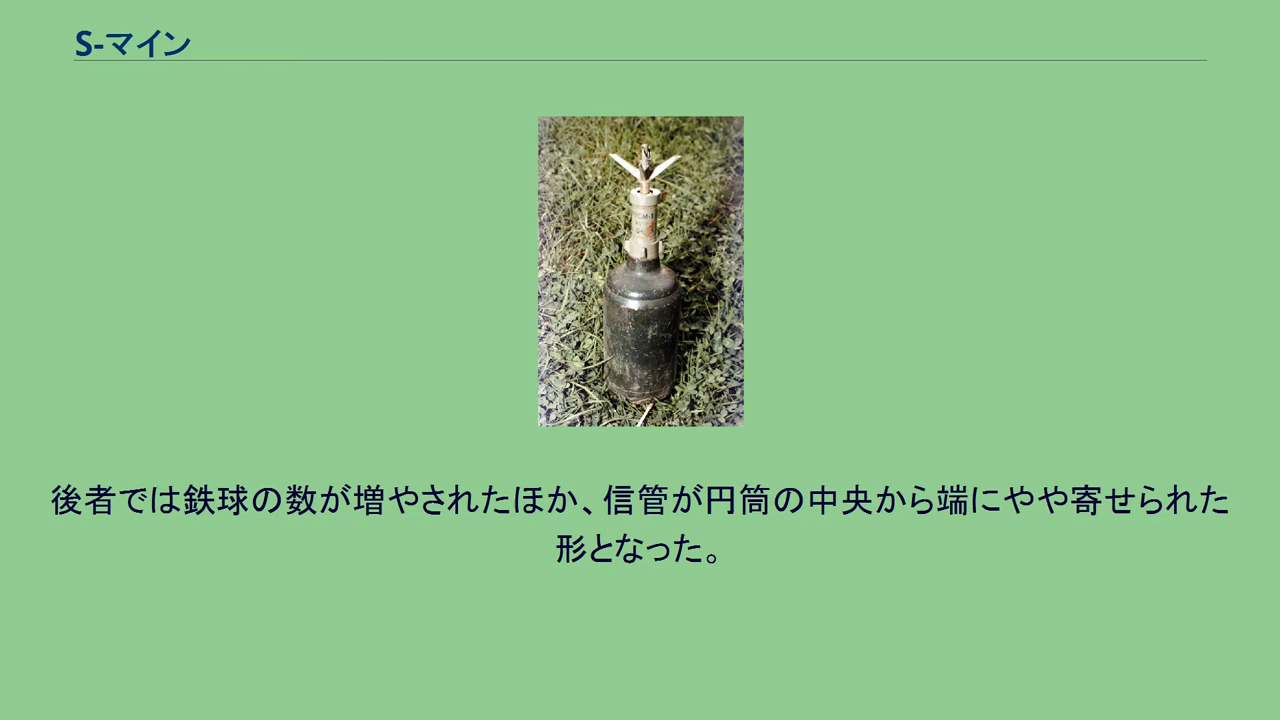 S-マイン
後者では鉄球の数が増やされたほか、信管が円筒の中央から端にやや寄せられた
形となった。